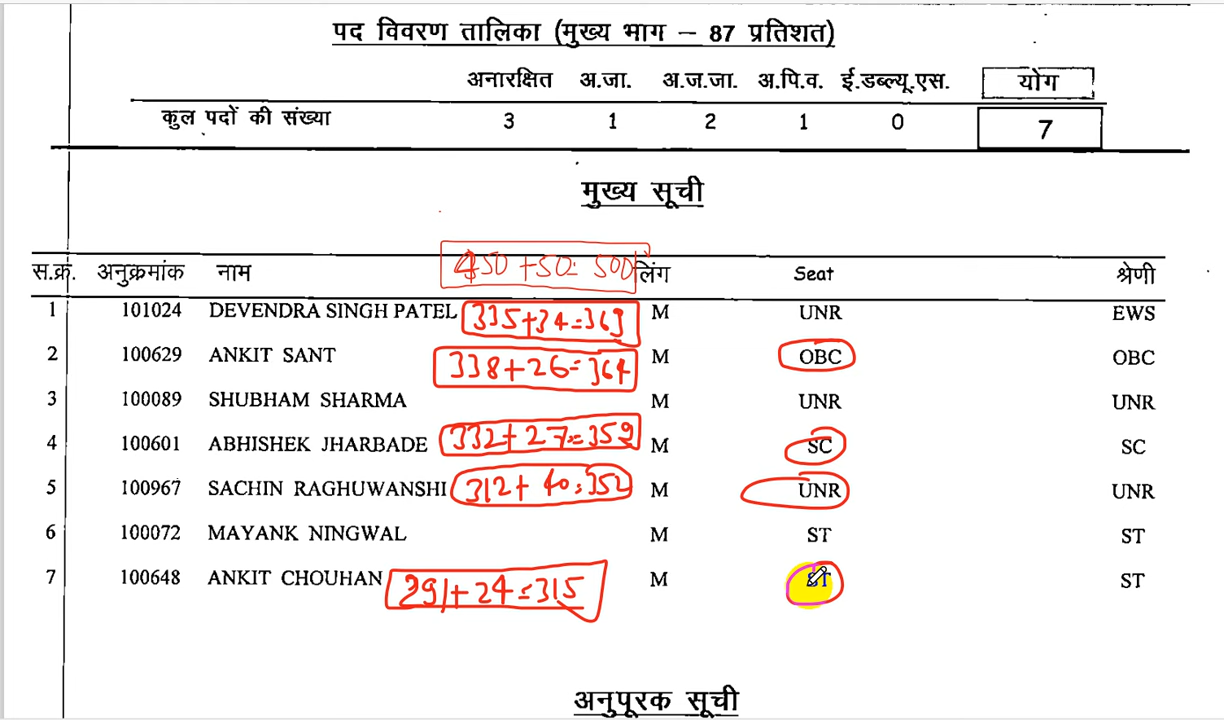 पद विवरण तालिका (मुख्य भाग – 87 प्रतिशत)
अनारक्षित अ.जा. अ.ज.जा. अ.पि.व. ई.डब्ल्यू.एस. योग
कुल पदों की संख्या 3 1 2 1 0 7
मुख्य सूची
450 + 50 = 500
स.क्र. अनुक्रमांक नाम लिंग Seat श्रेणी
1 101024 DEVENDRA SINGH PATEL 335+34=369 M UNR EWS
2 100629 ANKIT SANT 338+26=364 M OBC OBC
3 100089 SHUBHAM SHARMA M UNR UNR
4 100601 ABHISHEK JHARBADE 332+27=359 M SC SC
5 100967 SACHIN RAGHUWANSHI 312+40=352 M UNR UNR
6 100072 MAYANK NINGWAL M ST ST
7 100648 ANKIT CHOUHAN 291+24=315 M ST ST
अनुपूरक सूची